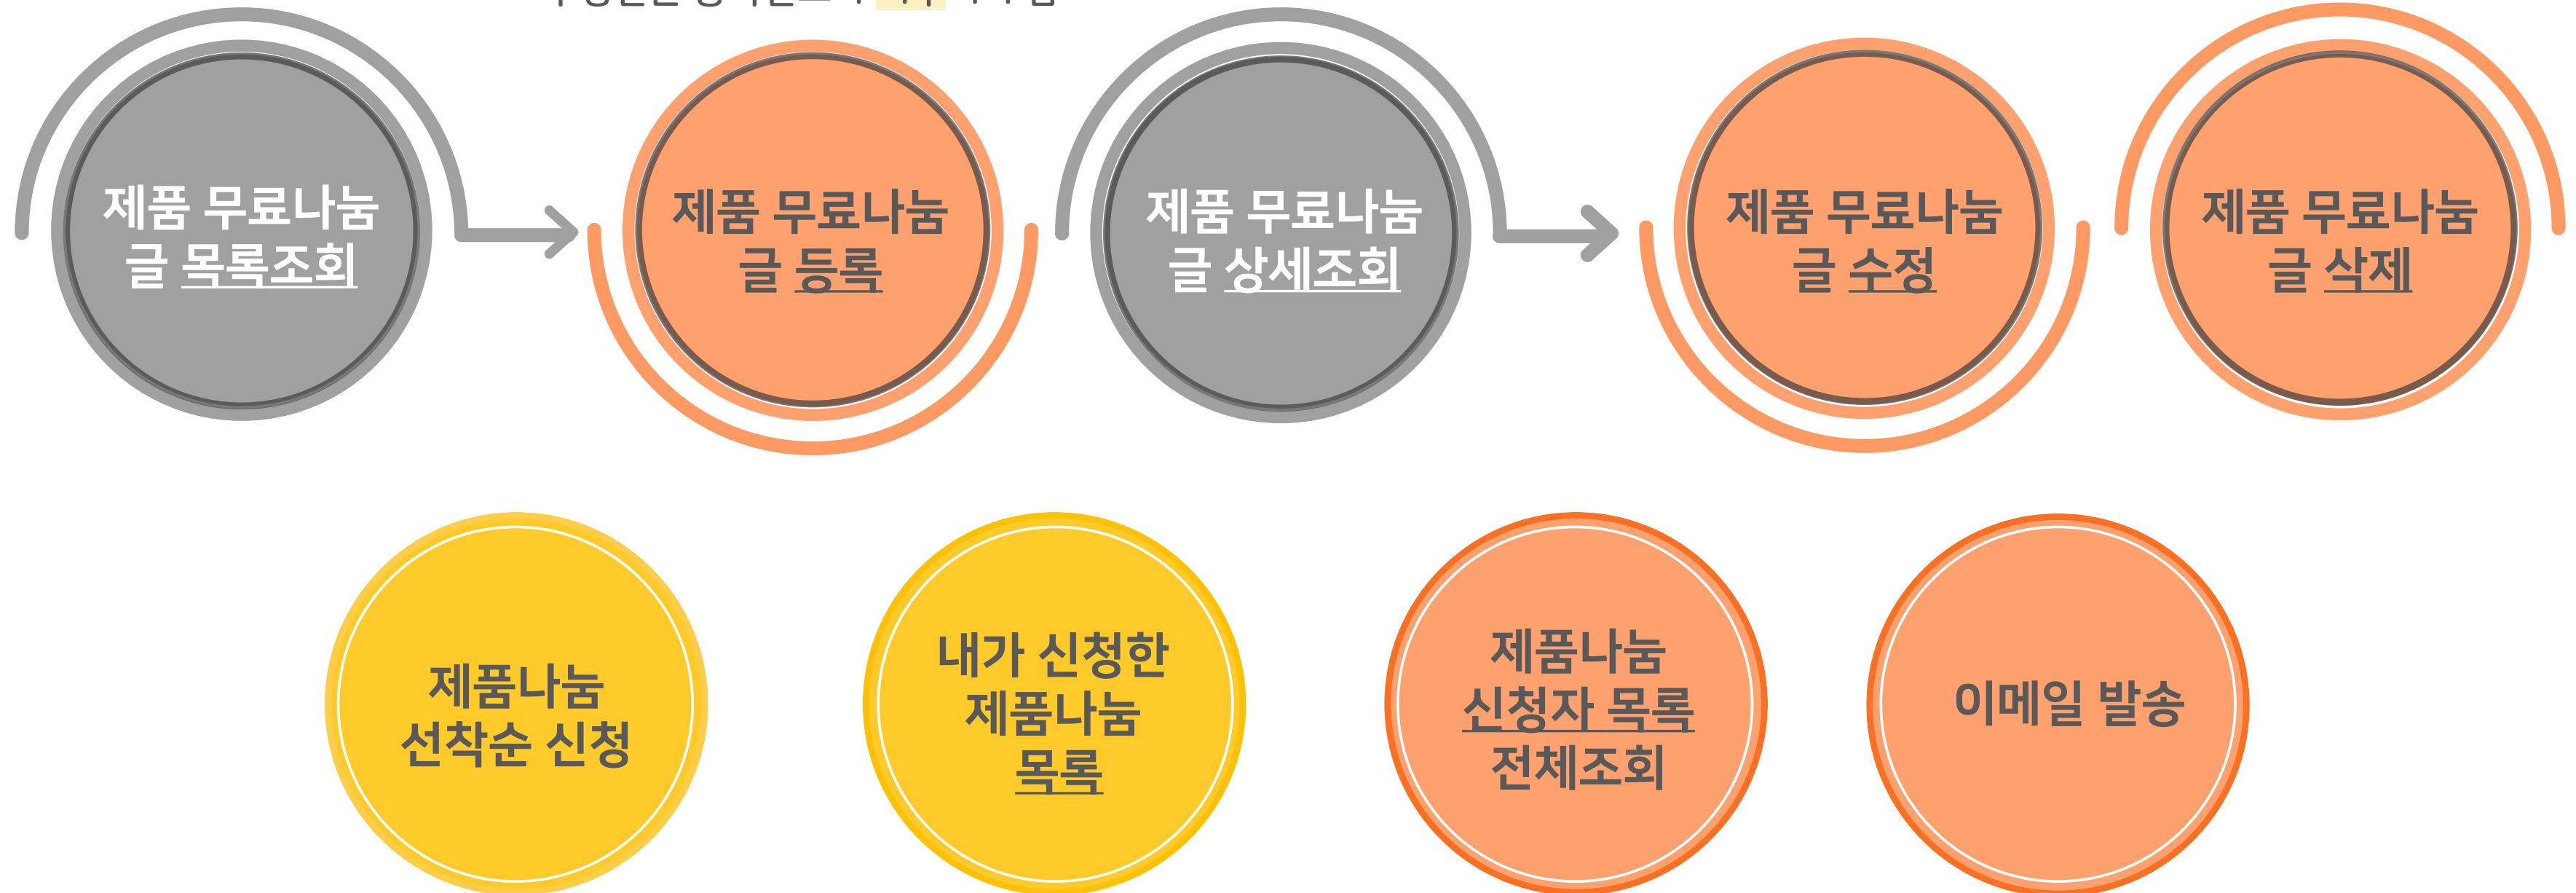 제품 무료나눔
글 목록조회
제품 무료나눔
글 등록
제품 무료나눔
글 상세조회
제품 무료나눔
글 수정
제품 무료나눔
글 삭제
제품나눔
선착순 신청
내가 신청한
제품나눔
목록
제품나눔
신청자 목록
전체조회
이메일 발송